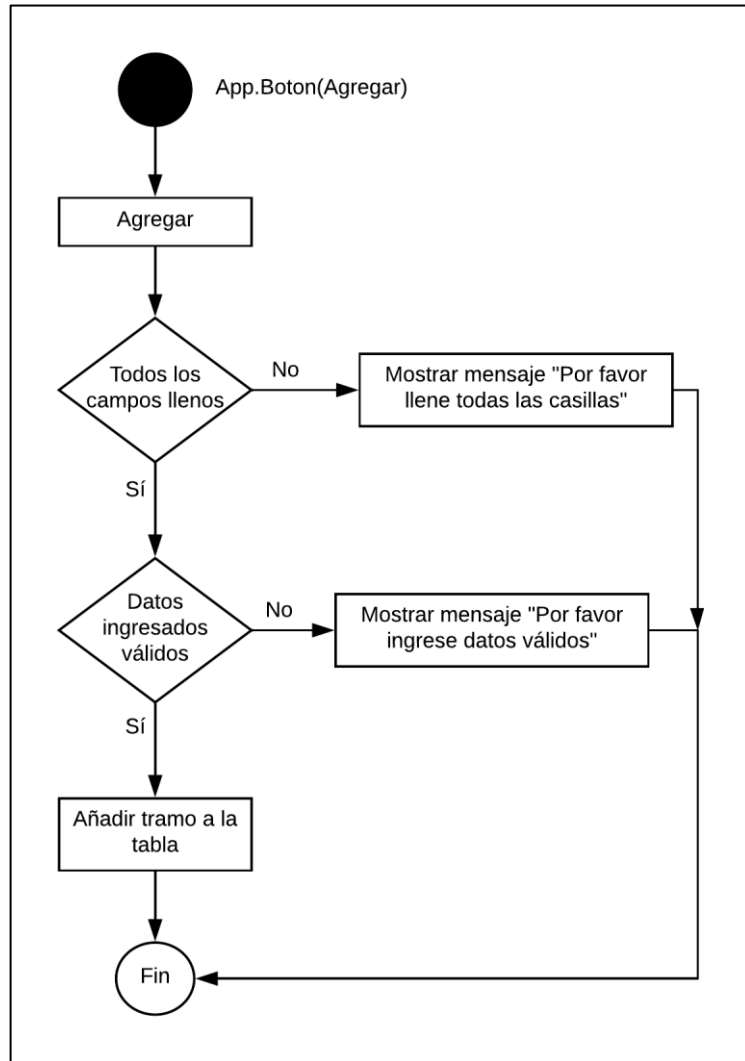 App.Boton(Agregar)
Agregar
Todos los
campos llenos
No
Mostrar mensaje "Por favor
llene todas las casillas"
Sí
Datos
ingresados
válidos
No
Mostrar mensaje "Por favor
ingrese datos válidos"
Sí
Añadir tramo a la
tabla
Fin